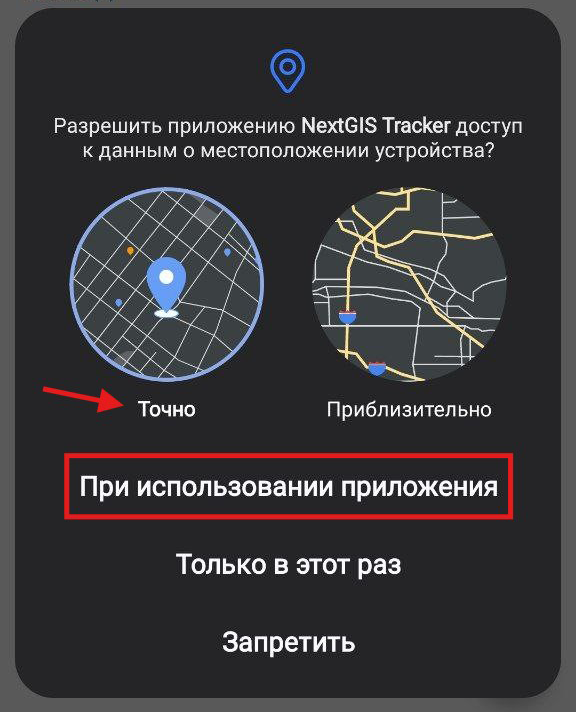 Разрешить приложению NextGIS Tracker доступ
к данным о местоположении устройства?
Точно
Приблизительно
При использовании приложения
Только в этот раз
Запретить